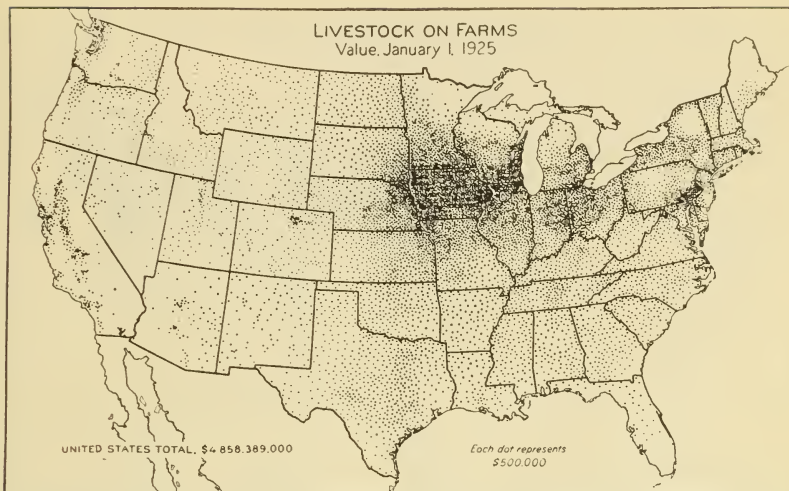 LIVESTOCK ON FARMS
Value, January 1, 1925
UNITED STATES TOTAL, $4 858,389,000
Each dot represents
$500,000